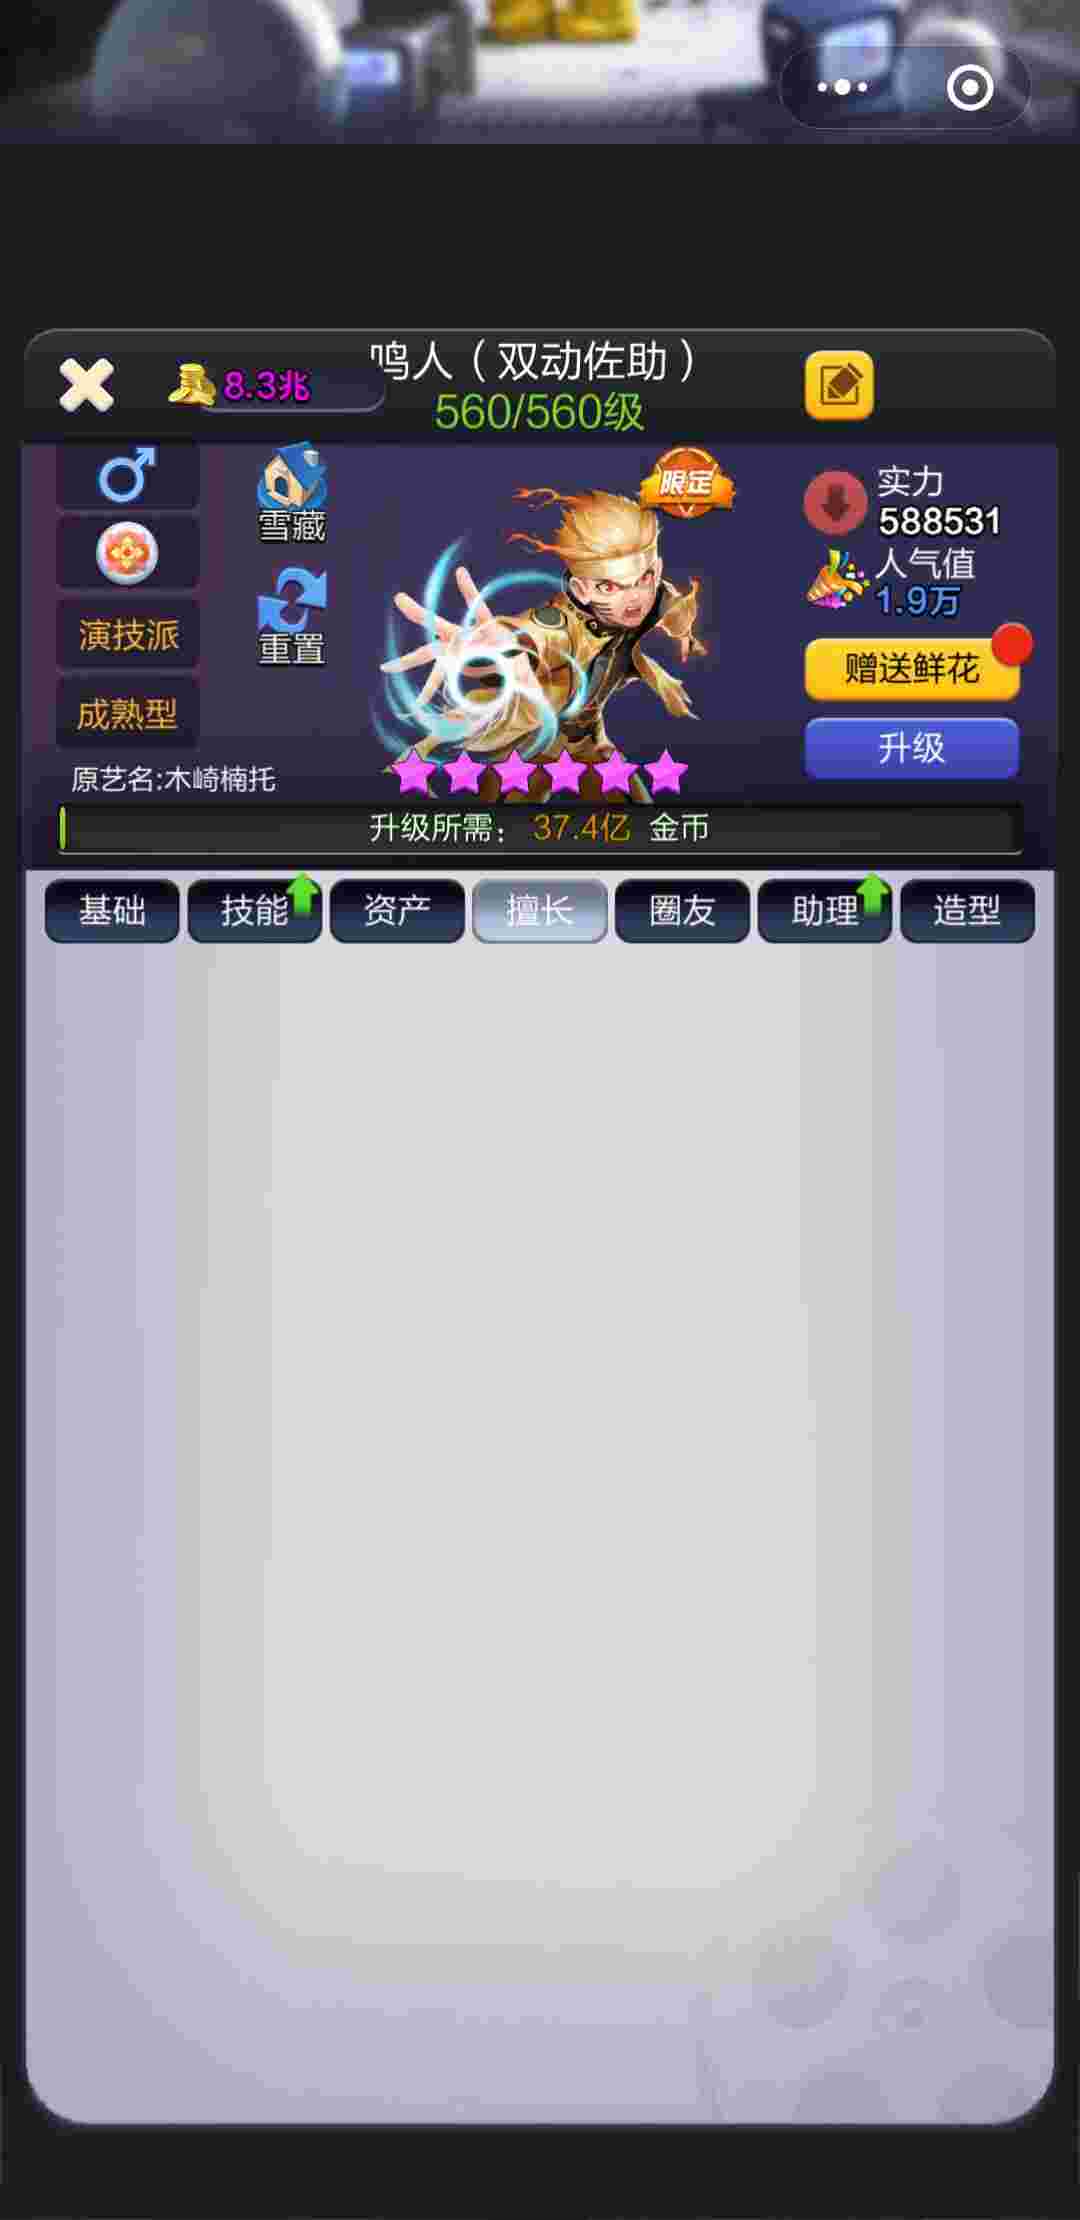 鸣人（双动佐助）
8.3兆
560/560级
限定
雪藏
重置
演技派
成熟型
原艺名:木崎楠托
实力
588531
人气值
1.9万
赠送鲜花
升级
升级所需： 37.4亿 金币
基础 技能 资产 擅长 圈友 助理 造型